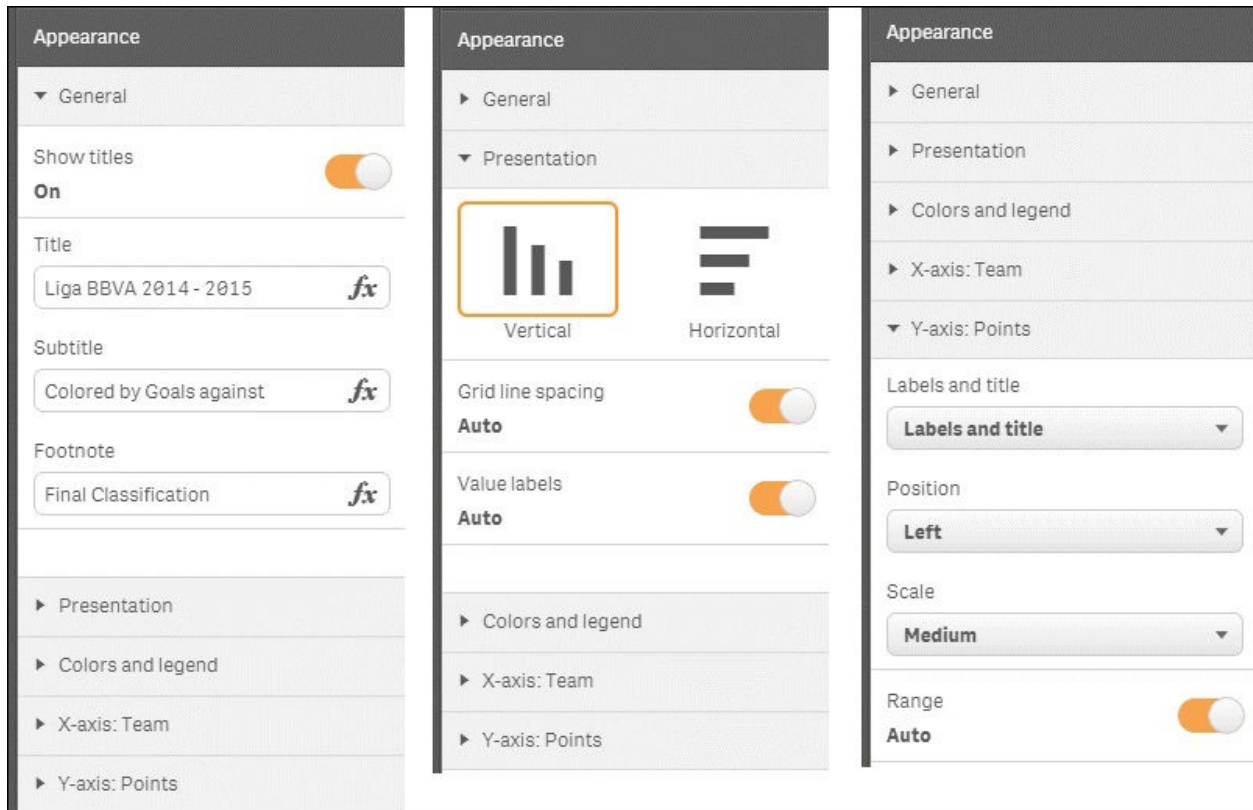 Appearance
General
Show titles
On
Title
Liga BBVA 2014 - 2015 fx
Subtitle
Colored by Goals against fx
Footnote
Final Classification fx
Presentation
Colors and legend
X-axis: Team
Y-axis: Points
Appearance
General
Presentation
Vertical Horizontal
Grid line spacing
Auto
Value labels
Auto
Colors and legend
X-axis: Team
Y-axis: Points
Appearance
General
Presentation
Colors and legend
X-axis: Team
Y-axis: Points
Labels and title
Labels and title
Position
Left
Scale
Medium
Range
Auto